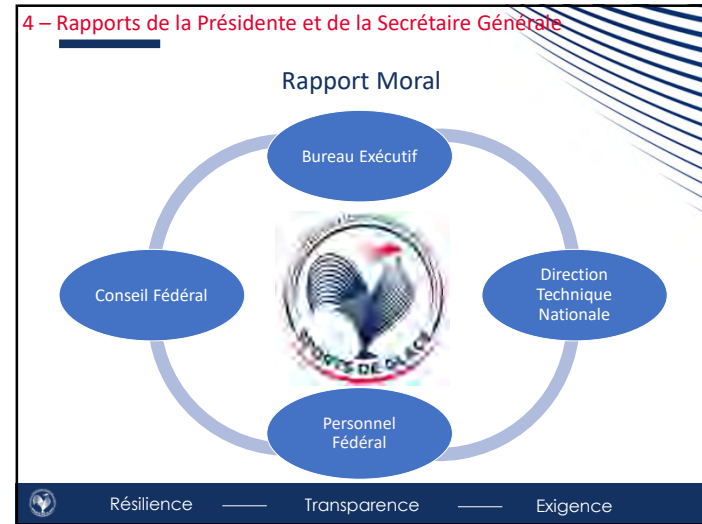 4 – Rapports de la Présidente et de la Secrétaire Générale
Rapport Moral
Bureau Exécutif
Conseil Fédéral
Direction
Technique
Nationale
SPORTS DE GLACE
Personnel
Fédéral
Résilience —— Transparence —— Exigence